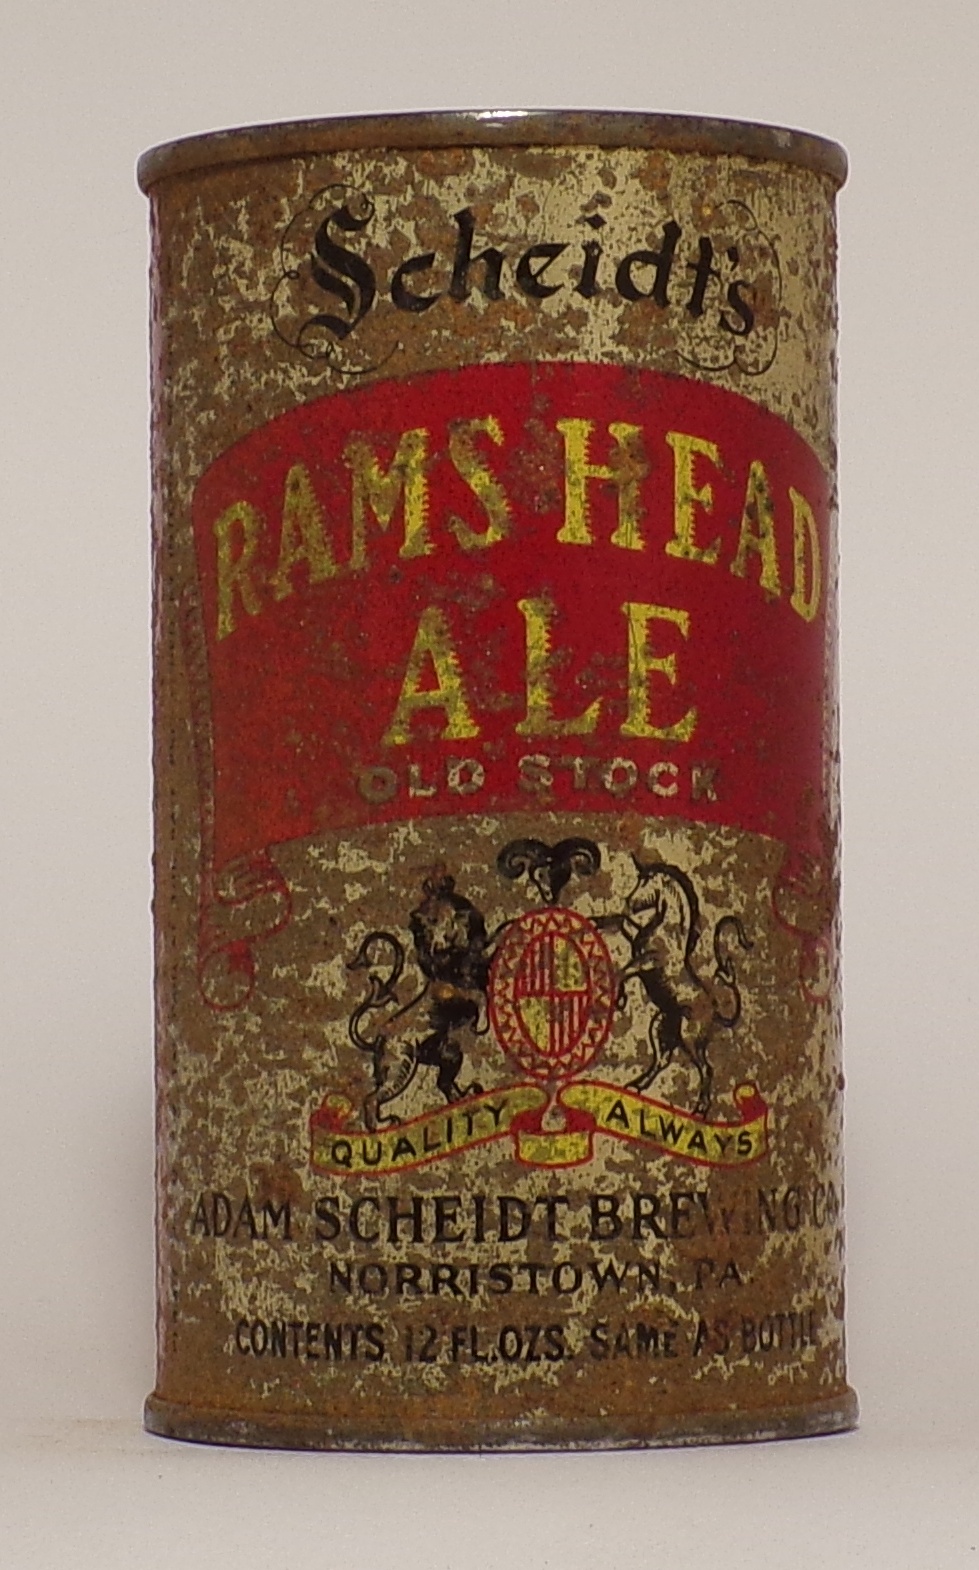 Scheidt's
RAMS HEAD
ALE
OLD STOCK
QUALITY ALWAYS
ADAM SCHEIDT BREWING CO
NORRISTOWN, PA
CONTENTS 12 FL.OZS. SAME AS BOTTLE